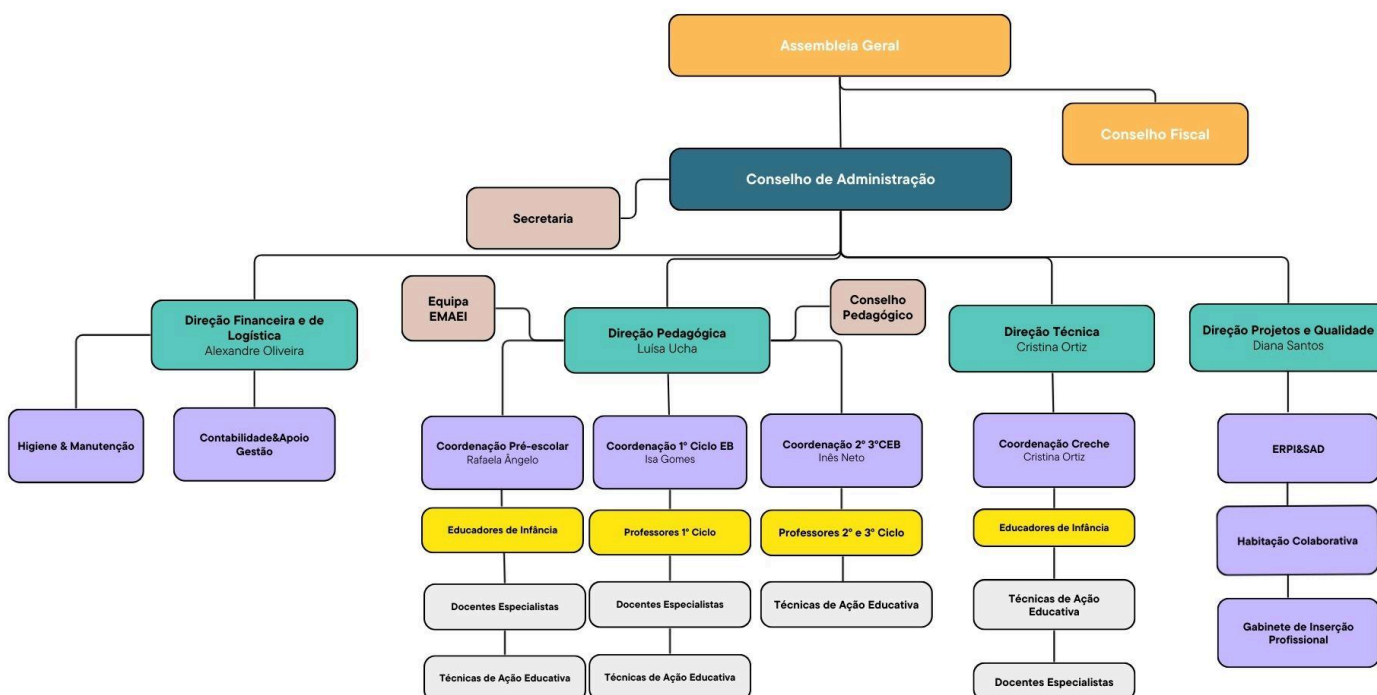 Assembleia Geral
Conselho Fiscal
Conselho de Administração
Secretaria
Equipa
EMAEI
Conselho
Pedagógico
Direção Financeira e de
Logística
Alexandre Oliveira
Direção Pedagógica
Luísa Ucha
Direção Técnica
Cristina Ortiz
Direção Projetos e Qualidade
Diana Santos
Higiene & Manutenção
Contabilidade&Apoio
Gestão
Coordenação Pré-escolar
Rafaela Ângelo
Coordenação 1º Ciclo EB
Isa Gomes
Coordenação 2º 3ºCEB
Inês Neto
Coordenação Creche
Cristina Ortiz
ERPI&SAD
Educadores de Infância
Professores 1º Ciclo
Professores 2º e 3º Ciclo
Educadores de Infância
Habitação Colaborativa
Docentes Especialistas
Docentes Especialistas
Técnicas de Ação Educativa
Técnicas de Ação
Educativa
Gabinete de Inserção
Profissional
Técnicas de Ação Educativa
Técnicas de Ação Educativa
Docentes Especialistas